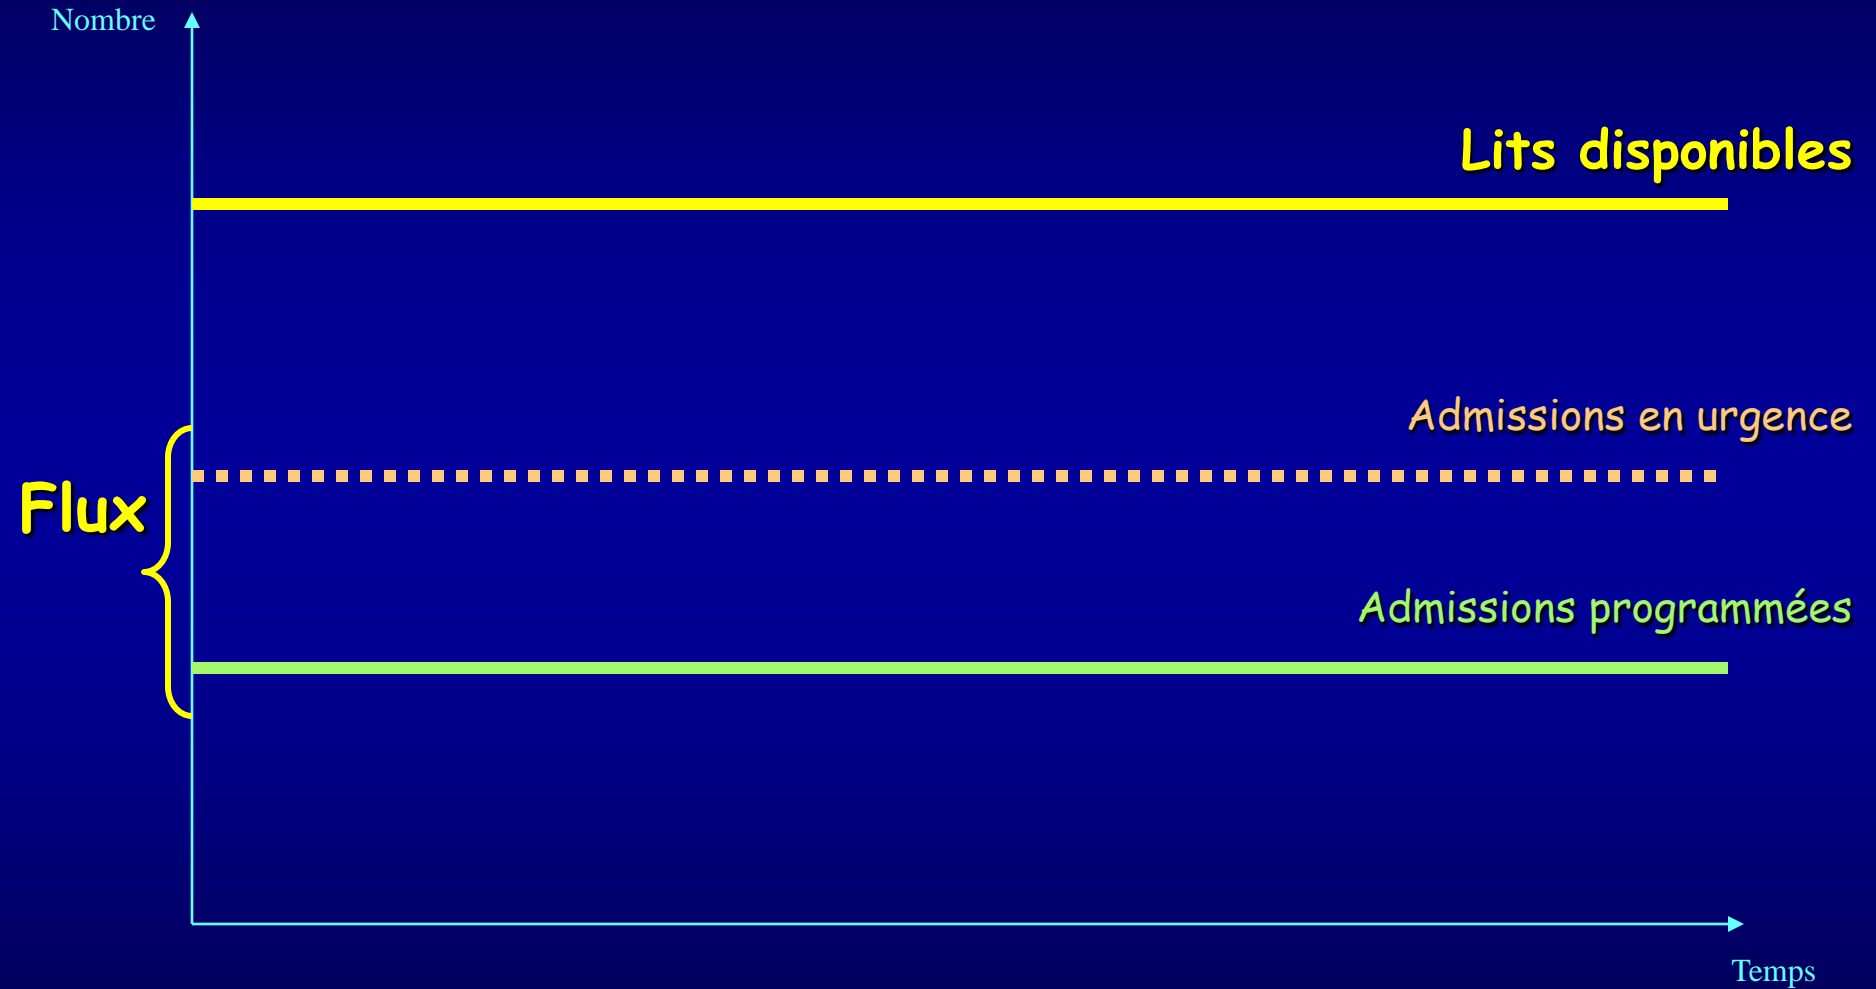 Nombre
Lits disponibles
Admissions en urgence
Flux
Admissions programmées
Temps